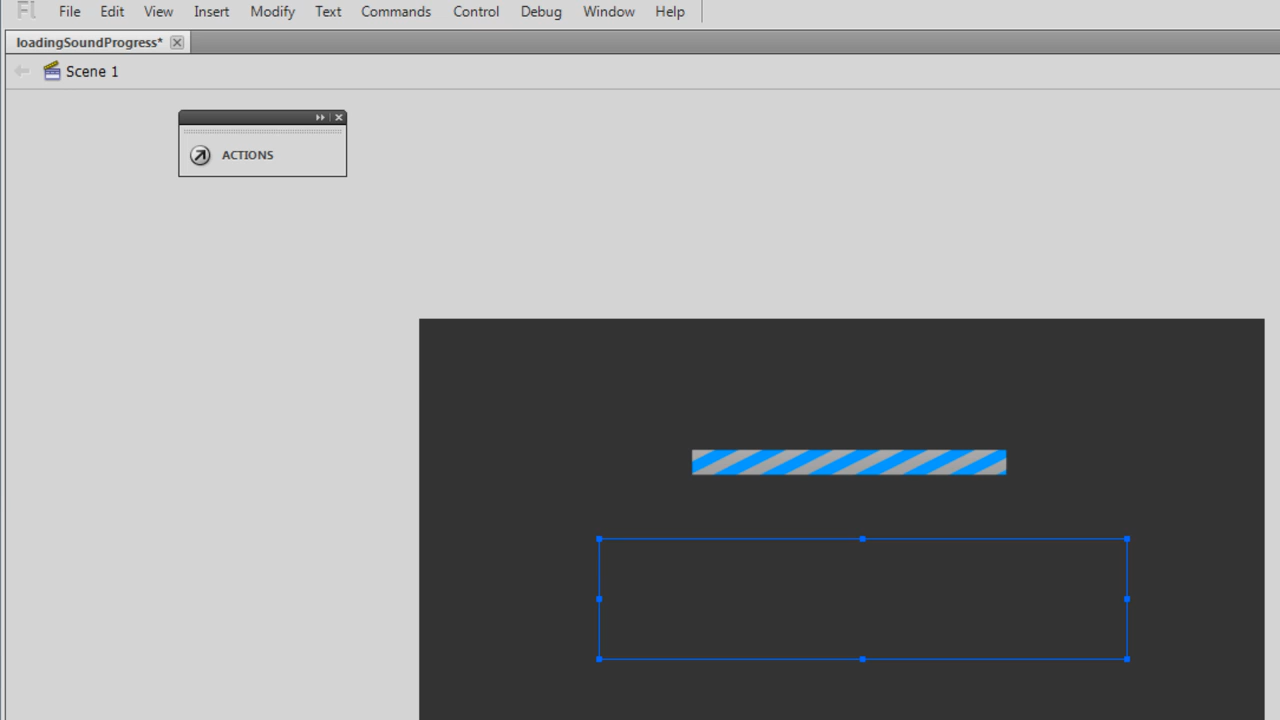 Fl File Edit View Insert Modify Text Commands Control Debug Window Help
loadingSoundProgress*
Scene 1
ACTIONS